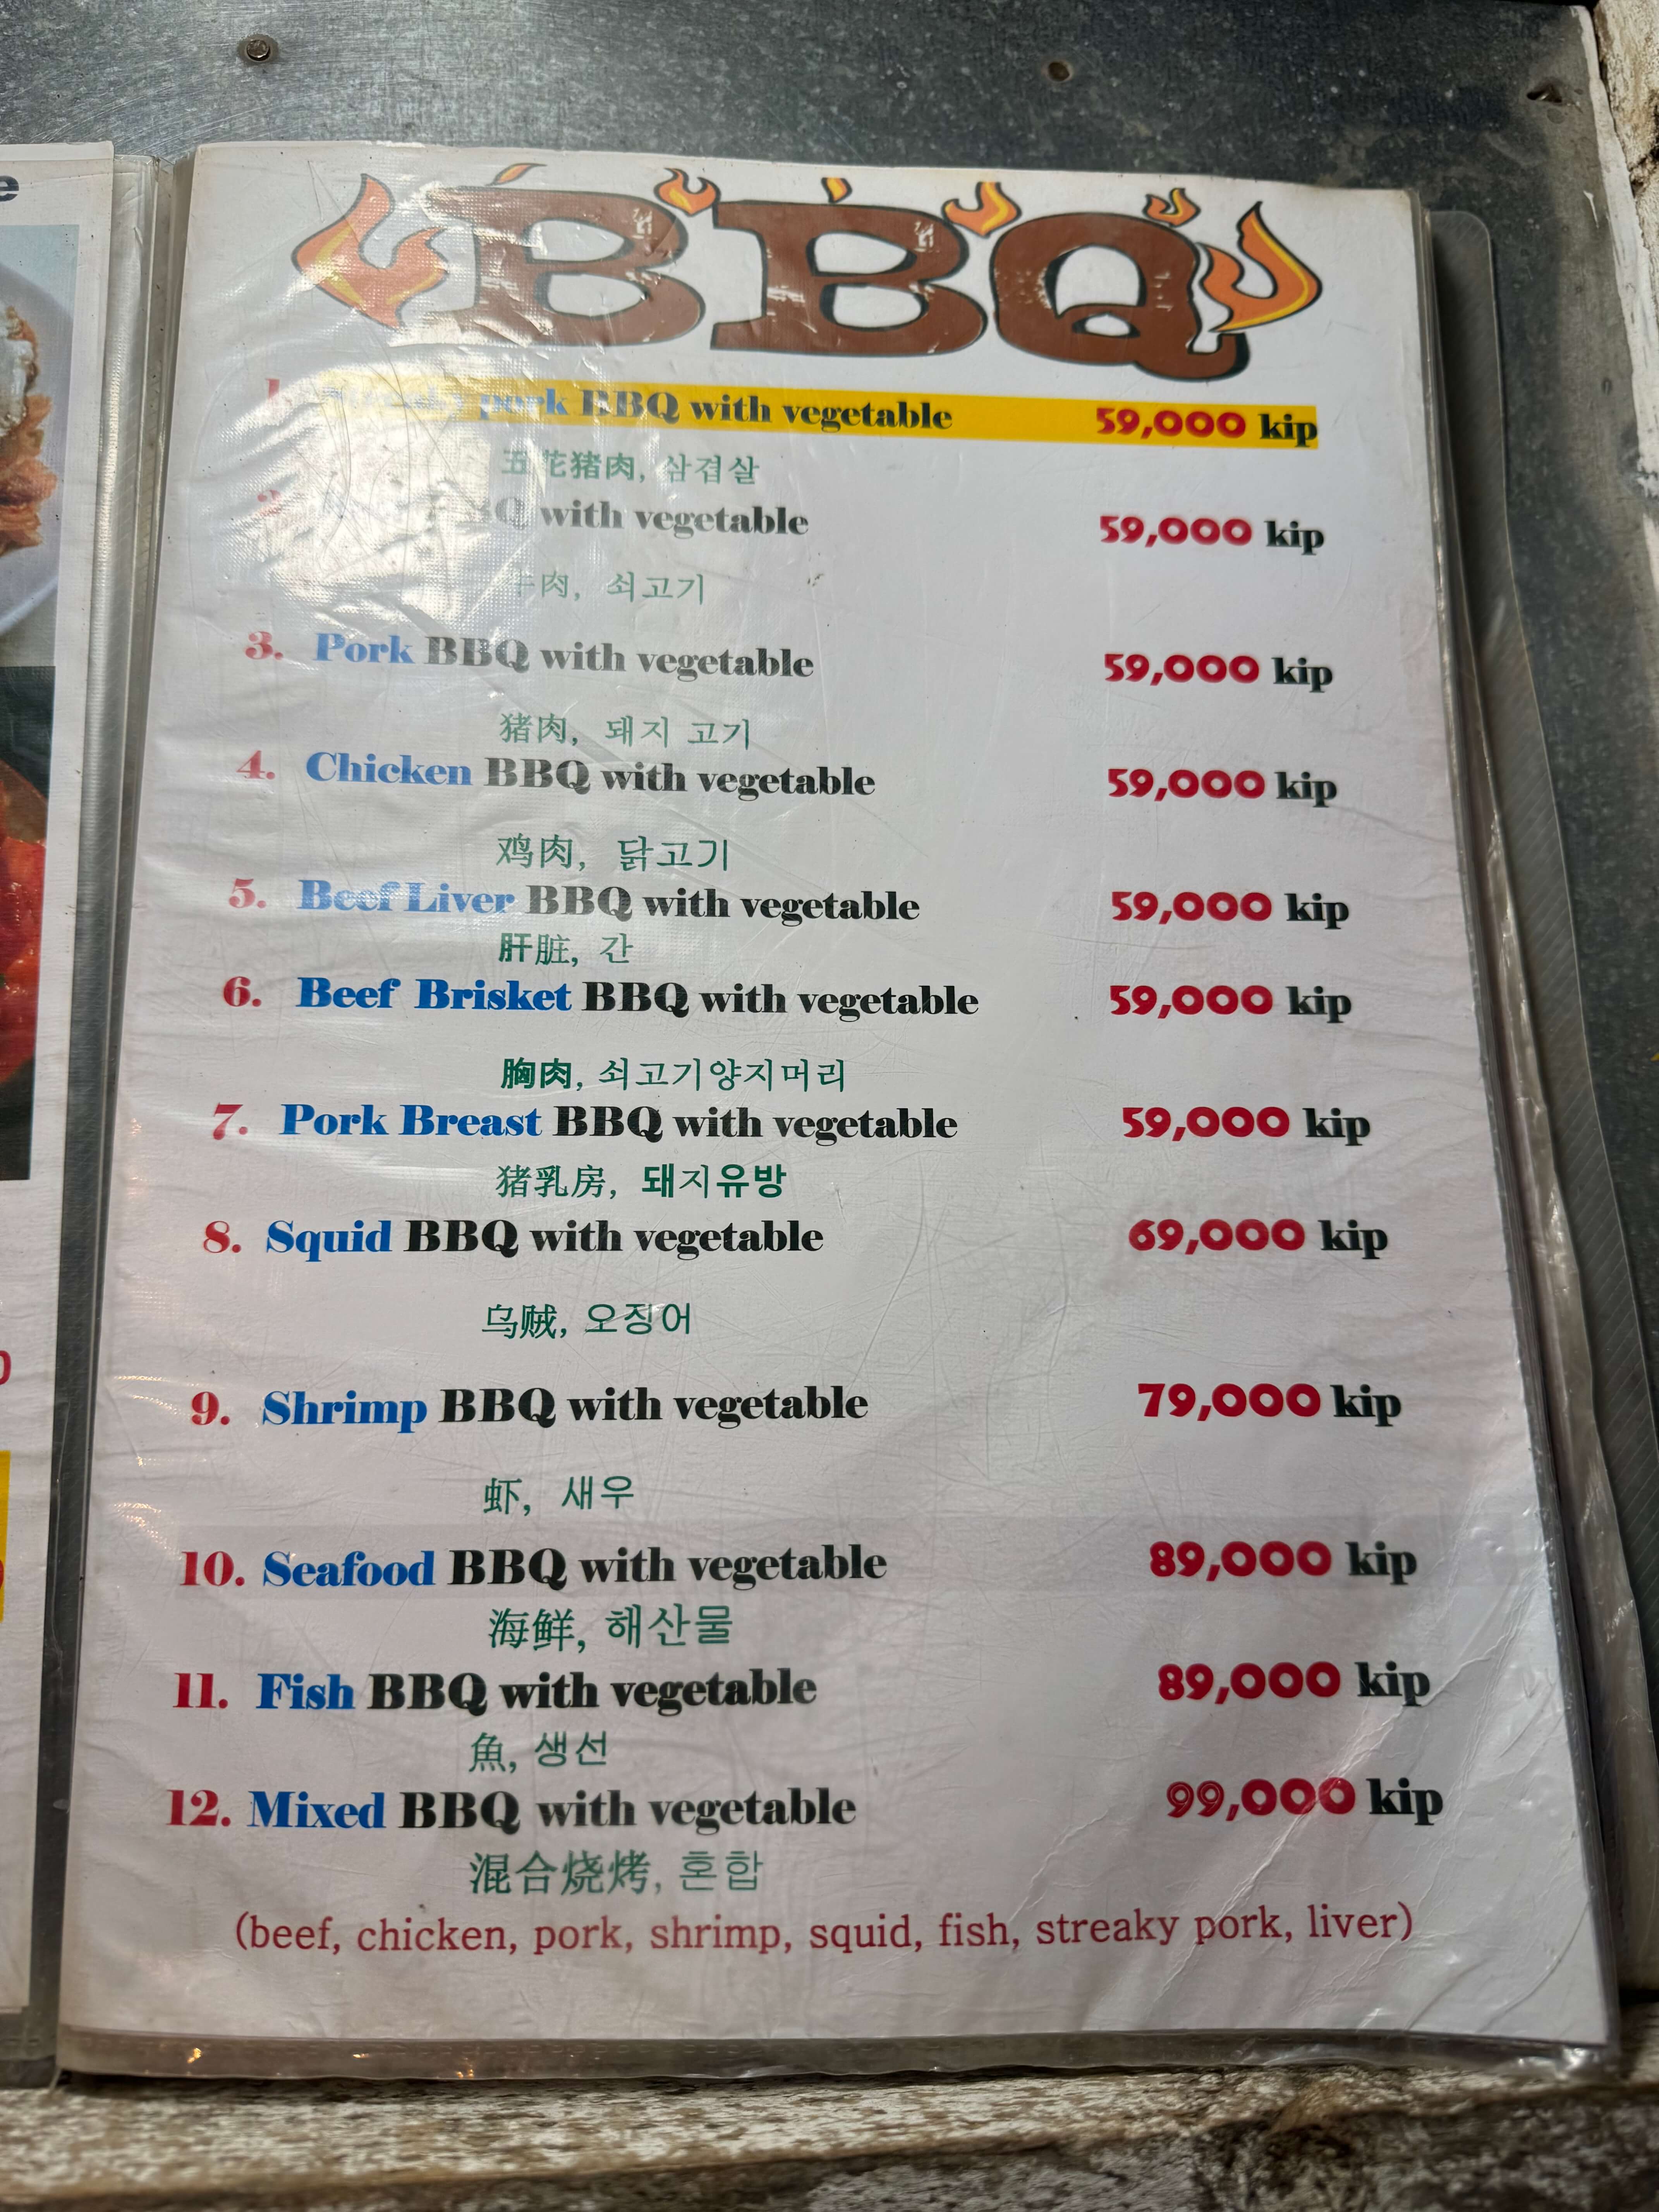 e
BBQ
1. Streaky pork BBQ with vegetable 59,000 kip
五花猪肉, 삼겹살
2. BBQ with vegetable 59,000 kip
牛肉, 쇠고기
3. Pork BBQ with vegetable 59,000 kip
猪肉, 돼지 고기
4. Chicken BBQ with vegetable 59,000 kip
鸡肉, 닭고기
5. Beef Liver BBQ with vegetable 59,000 kip
肝脏, 간
6. Beef Brisket BBQ with vegetable 59,000 kip
胸肉, 쇠고기양지머리
7. Pork Breast BBQ with vegetable 59,000 kip
猪乳房, 돼지유방
8. Squid BBQ with vegetable 69,000 kip
乌贼, 오징어
9. Shrimp BBQ with vegetable 79,000 kip
虾, 새우
10. Seafood BBQ with vegetable 89,000 kip
海鲜, 해산물
11. Fish BBQ with vegetable 89,000 kip
魚, 생선
12. Mixed BBQ with vegetable 99,000 kip
混合烧烤, 혼합
(beef, chicken, pork, shrimp, squid, fish, streaky pork, liver)